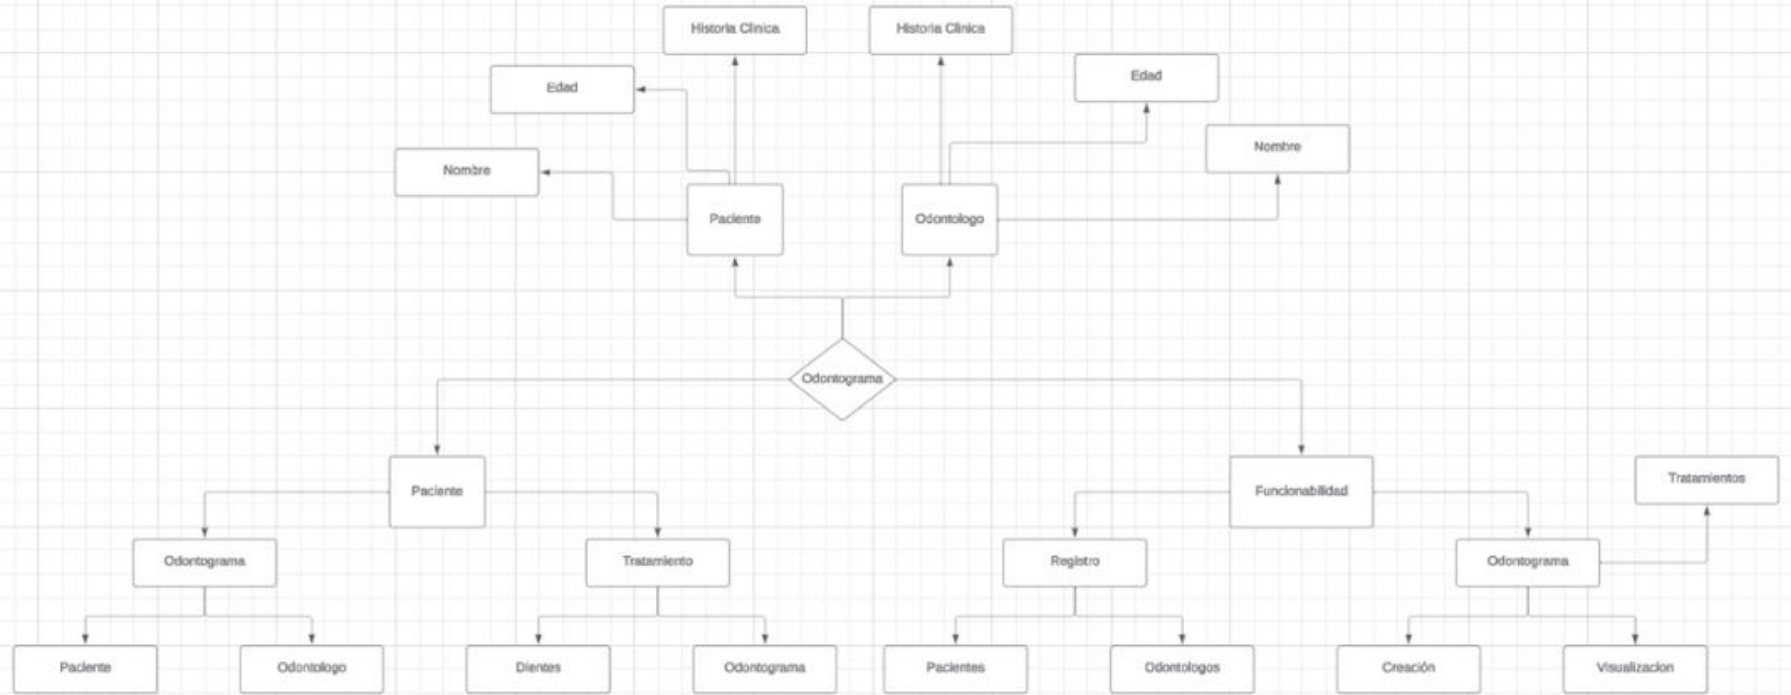 Historia Clinica
Historia Clinica
Edad
Edad
Nombre
Nombre
Paciente
Odontologo
Odontograma
Paciente
Funcionabilidad
Tratamientos
Odontograma
Tratamiento
Registro
Odontograma
Paciente
Odontologo
Dientes
Odontograma
Pacientes
Odontologos
Creación
Visualizacion